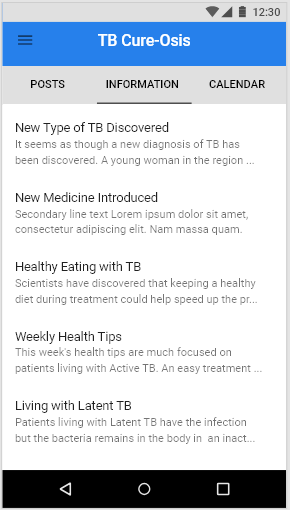 12:30
TB Cure-Osis
POSTS INFORMATION CALENDAR
New Type of TB Discovered
It seems as though a new diagnosis of TB has
been discovered. A young woman in the region ...
New Medicine Introduced
Secondary line text Lorem ipsum dolor sit amet,
consectetur adipiscing elit. Nam massa quam.
Healthy Eating with TB
Scientists have discovered that keeping a healthy
diet during treatment could help speed up the pr...
Weekly Health Tips
This week's health tips are much focused on
patients living with Active TB. An easy treatment ...
Living with Latent TB
Patients living with Latent TB have the infection
but the bacteria remains in the body in an inact...